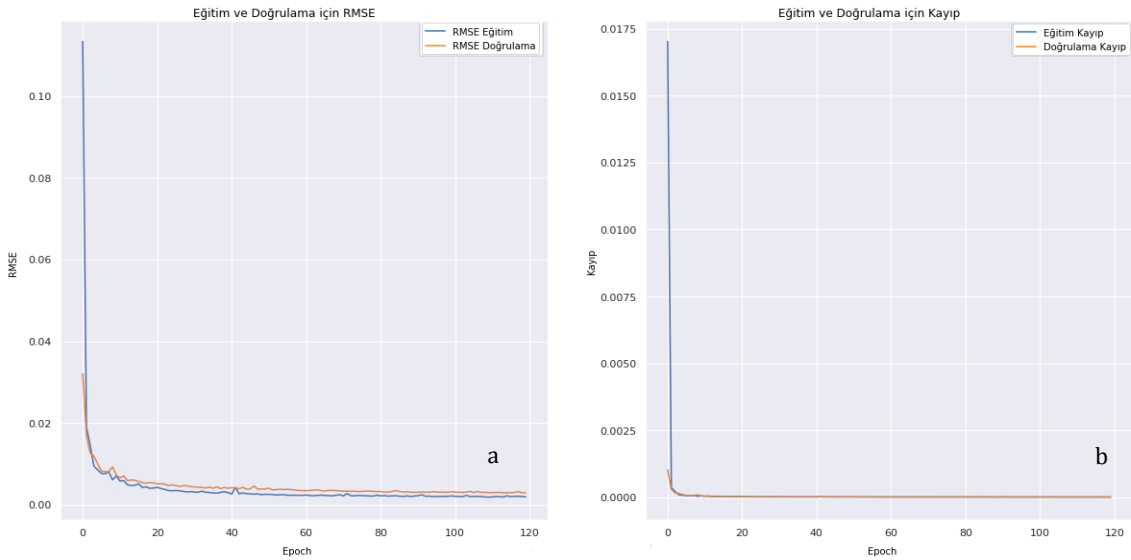 Eğitim ve Doğrulama için RMSE
RMSE Eğitim
RMSE Doğrulama
0.10
0.08
0.06
0.04
0.02
0.00
RMSE
a
0 20 40 60 80 100 120
Epoch
Eğitim ve Doğrulama için Kayıp
Eğitim Kayıp
Doğrulama Kayıp
0.0175
0.0150
0.0125
0.0100
0.0075
0.0050
0.0025
0.0000
Kayıp
b
0 20 40 60 80 100 120
Epoch